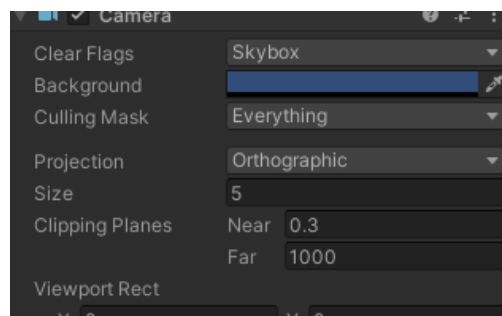 Camera
Clear Flags Skybox
Background
Culling Mask Everything
Projection Orthographic
Size 5
Clipping Planes Near 0.3
Far 1000
Viewport Rect